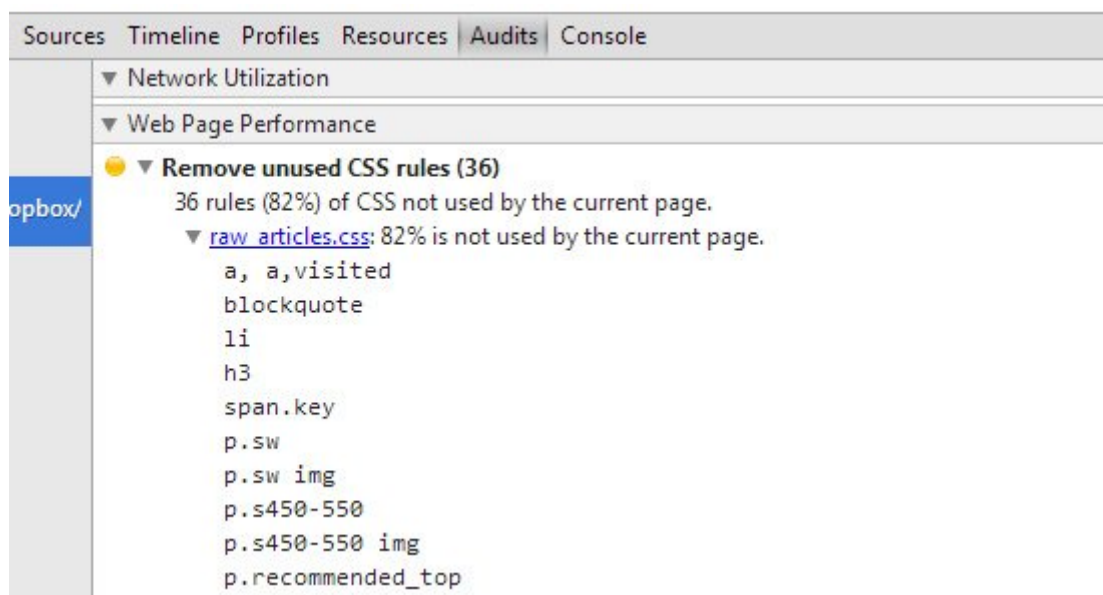 Sources Timeline Profiles Resources Audits Console
Network Utilization
Web Page Performance
Remove unused CSS rules (36)
36 rules (82%) of CSS not used by the current page.
opbox/
raw_articles.css: 82% is not used by the current page.
a, a,visited
blockquote
li
h3
span.key
p.sw
p.sw img
p.s450-550
p.s450-550 img
p.recommended_top